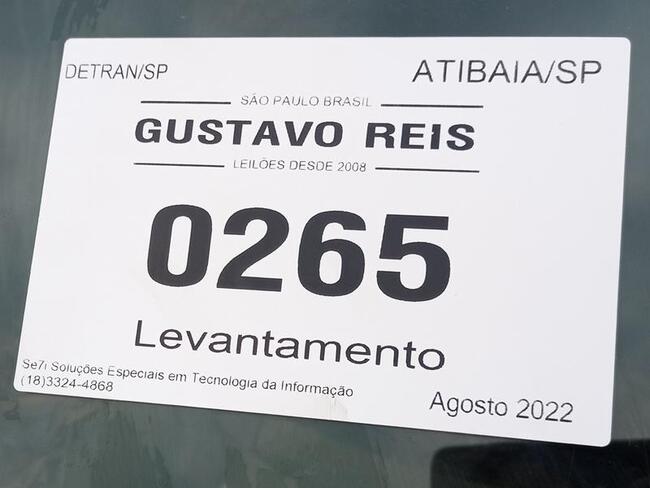 DETRAN/SP
ATIBAIA/SP
SÃO PAULO BRASIL
GUSTAVO REIS
LEILÕES DESDE 2008
0265
Levantamento
Se7i Soluções Especiais em Tecnologia da Informação
(18)3324-4868
Agosto 2022